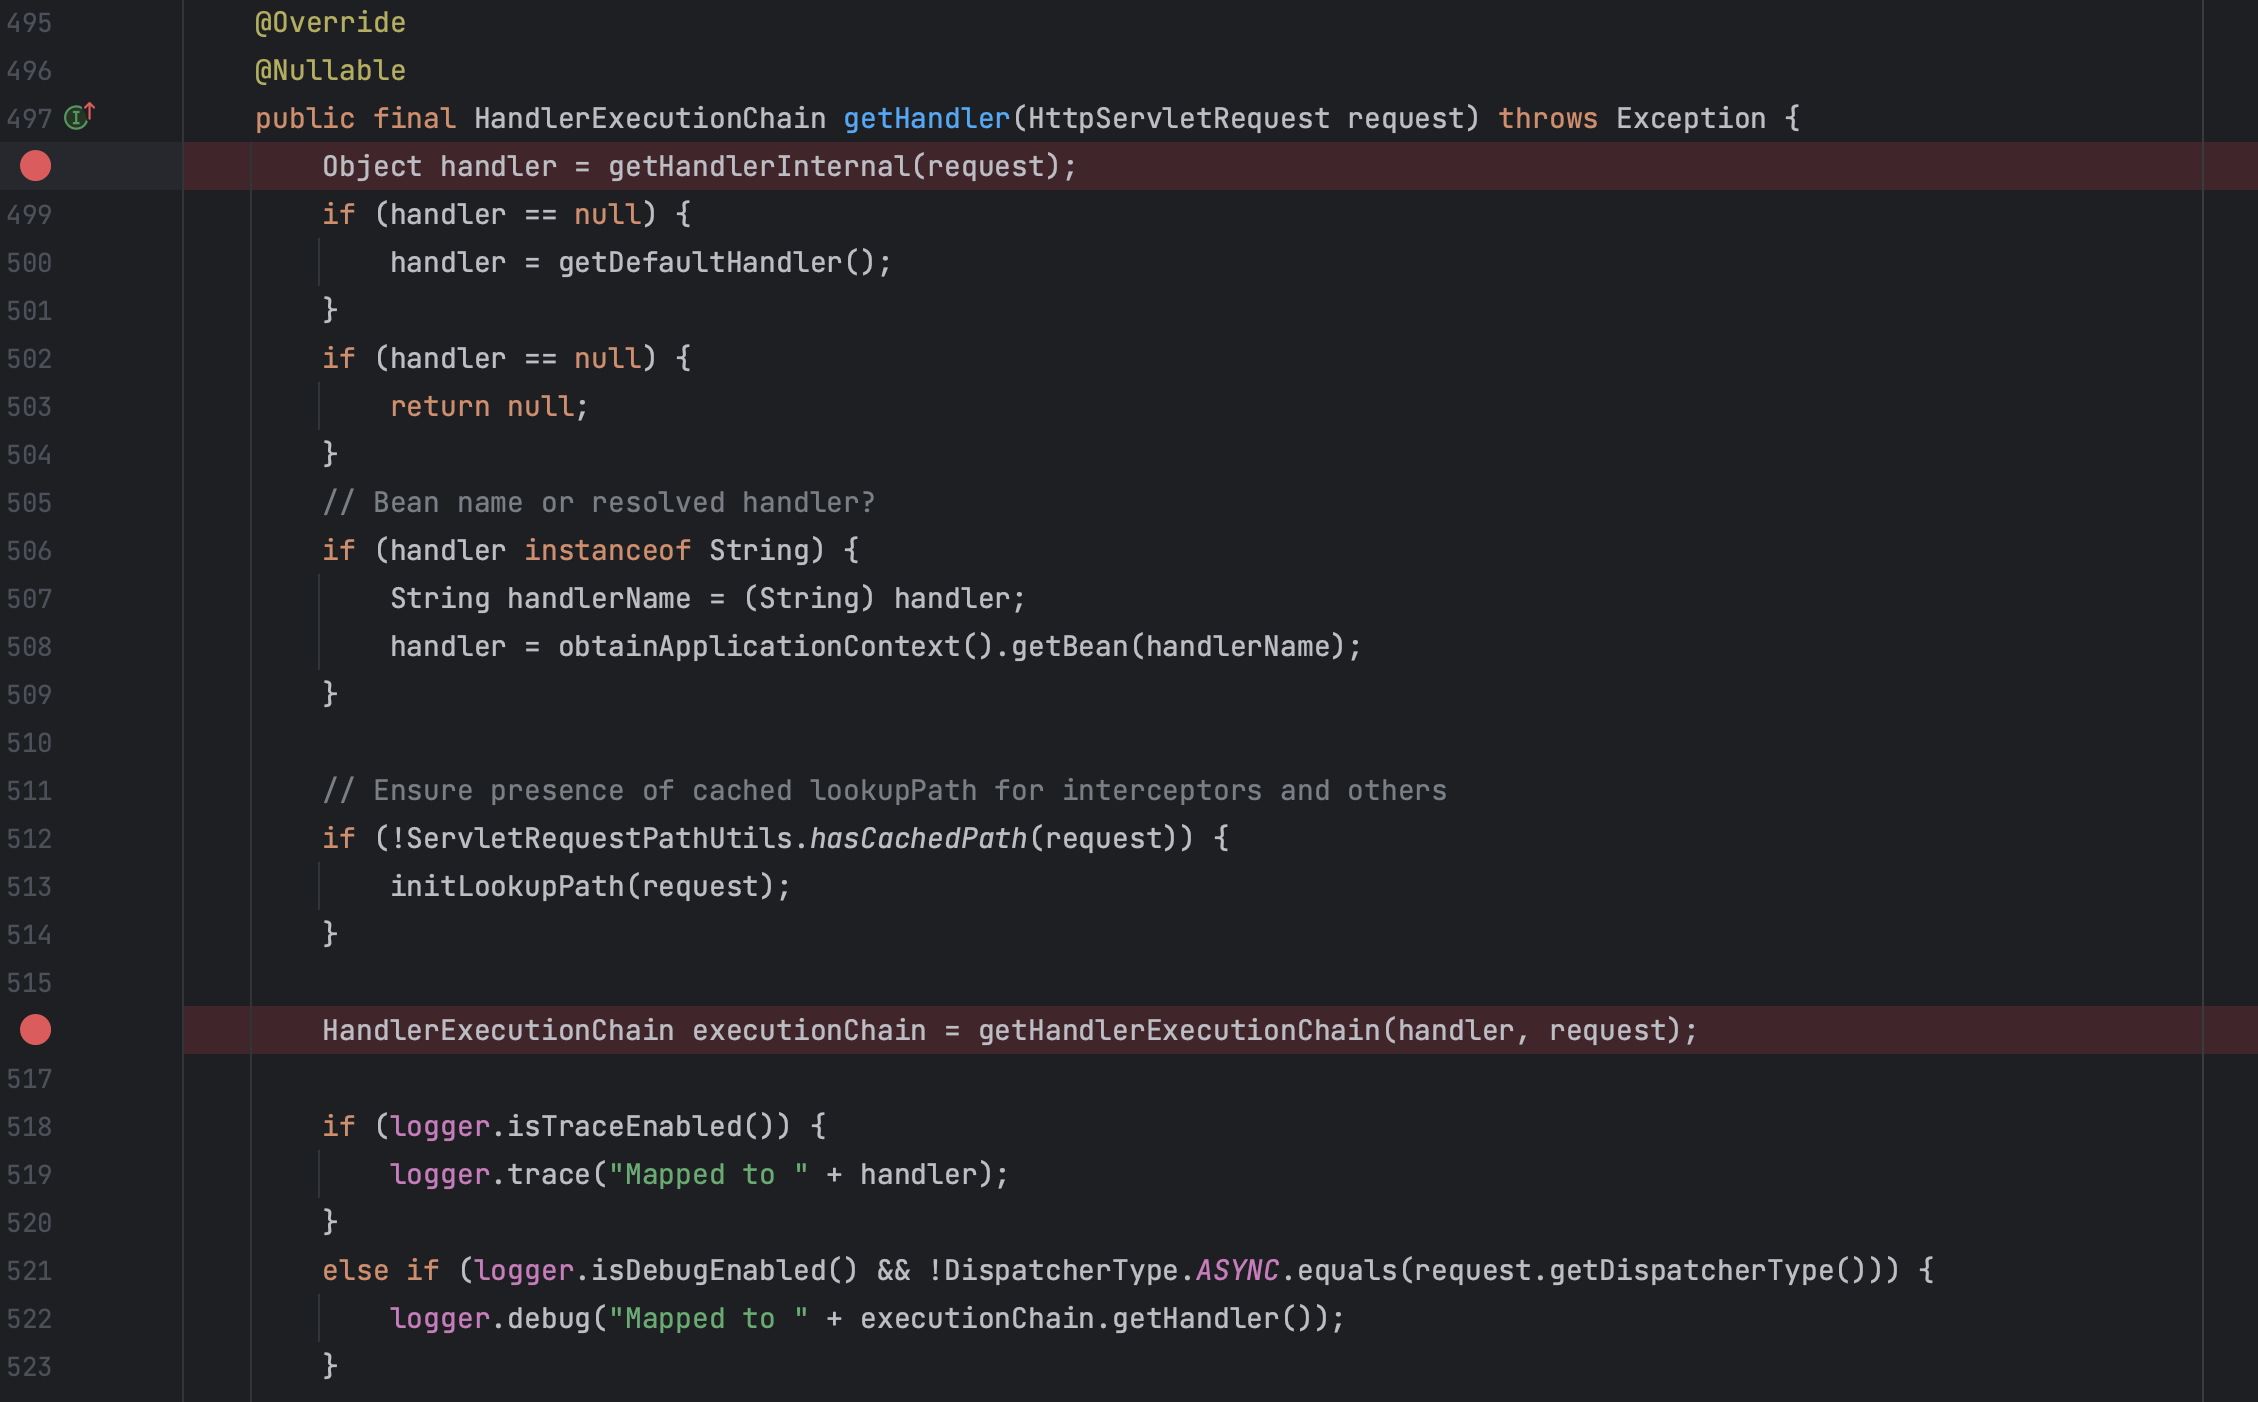 495 @Override
496 @Nullable
497 public final HandlerExecutionChain getHandler(HttpServletRequest request) throws Exception {
Object handler = getHandlerInternal(request);
499 if (handler == null) {
500 handler = getDefaultHandler();
501 }
502 if (handler == null) {
503 return null;
504 }
505 // Bean name or resolved handler?
506 if (handler instanceof String) {
507 String handlerName = (String) handler;
508 handler = obtainApplicationContext().getBean(handlerName);
509 }
510
511 // Ensure presence of cached lookupPath for interceptors and others
512 if (!ServletRequestPathUtils.hasCachedPath(request)) {
513 initLookupPath(request);
514 }
515
HandlerExecutionChain executionChain = getHandlerExecutionChain(handler, request);
517
518 if (logger.isTraceEnabled()) {
519 logger.trace("Mapped to " + handler);
520 }
521 else if (logger.isDebugEnabled() && !DispatcherType.ASYNC.equals(request.getDispatcherType())) {
522 logger.debug("Mapped to " + executionChain.getHandler());
523 }